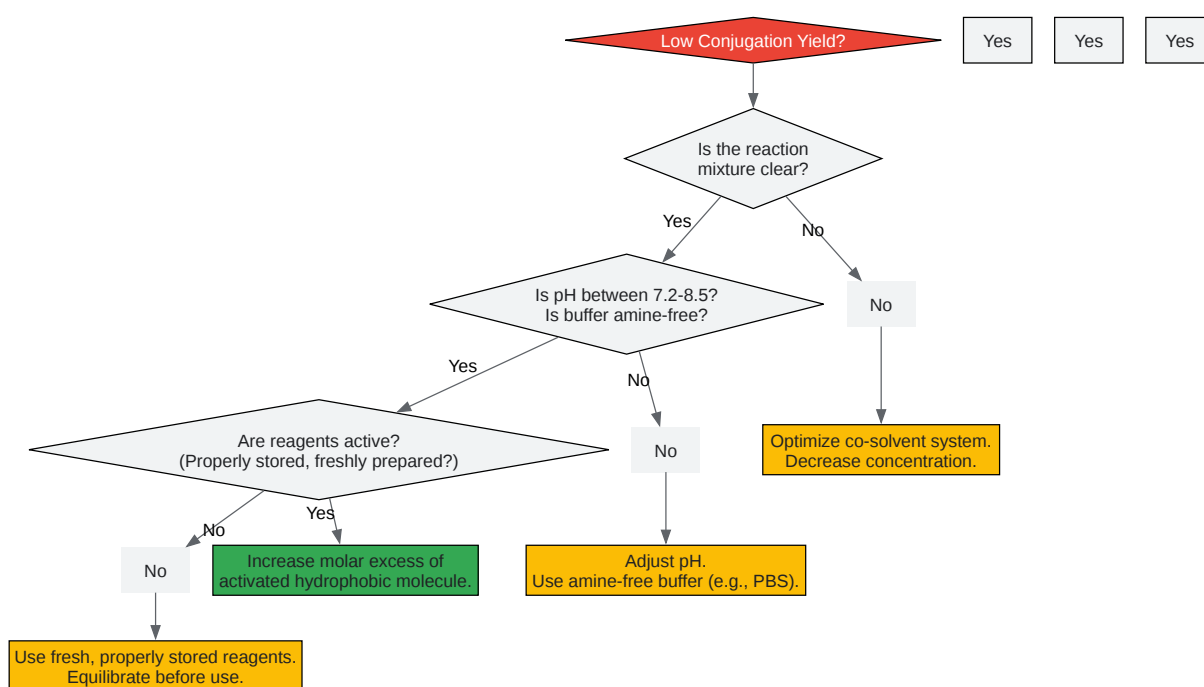 Low Conjugation Yield?
Yes
Yes
Yes
Is the reaction
mixture clear?
Yes
No
Is pH between 7.2-8.5?
Is buffer amine-free?
No
Yes
No
Are reagents active?
(Properly stored, freshly prepared?)
No
Optimize co-solvent system.
Decrease concentration.
No
Yes
No
Increase molar excess of
activated hydrophobic molecule.
Adjust pH.
Use amine-free buffer (e.g., PBS).
Use fresh, properly stored reagents.
Equilibrate before use.